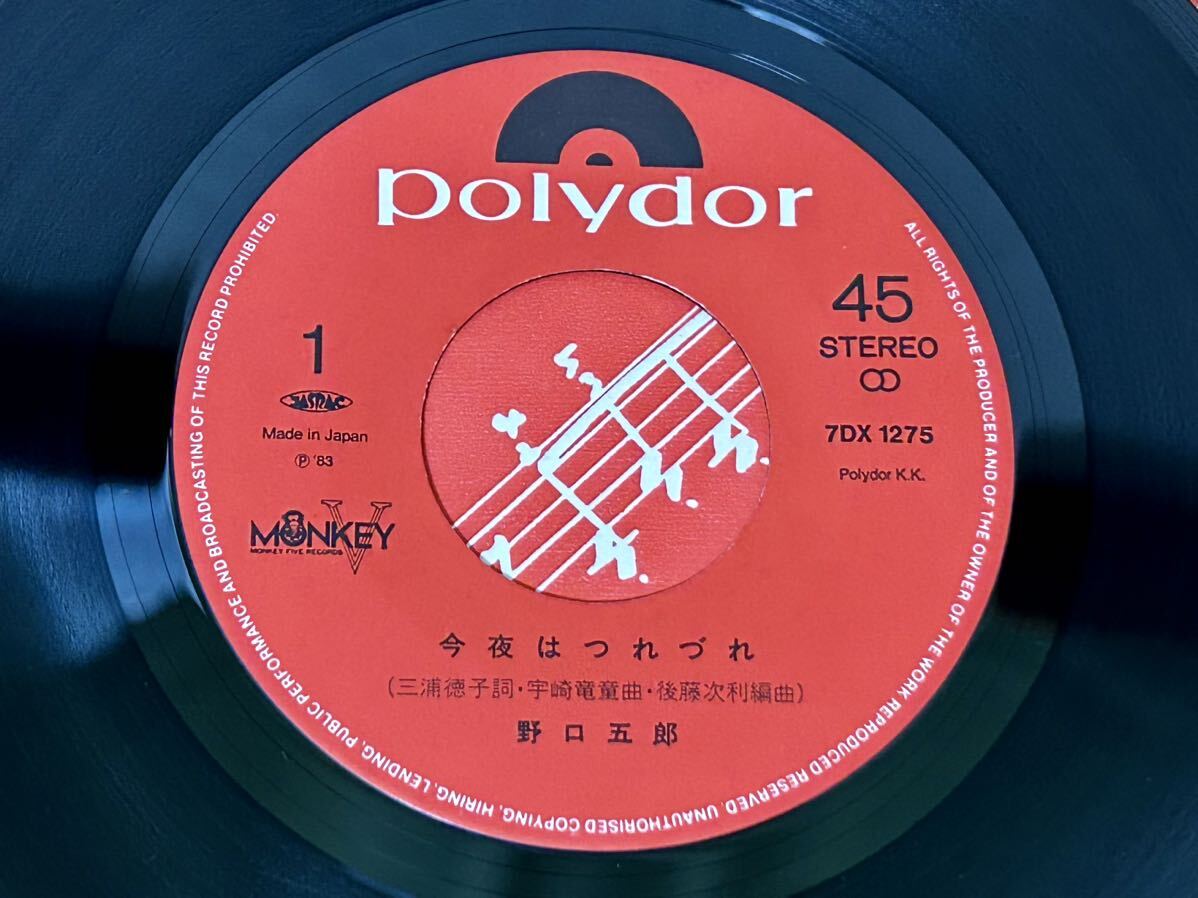 polydor
45
STEREO
7DX 1275
Polydor K.K.
1
JASRAC
Made in Japan
Ⓟ '83
MONKEY V
MONKEY FIVE RECORDS
今夜はつれづれ
(三浦徳子詞・宇崎竜童曲・後藤次利編曲)
野口五郎
ALL RIGHTS OF THE PRODUCER AND OF THE OWNER OF THE WORK REPRODUCED RESERVED. UNAUTHORISED COPYING, HIRING, LENDING, PUBLIC PERFORMANCE AND BROADCASTING OF THIS RECORD PROHIBITED.